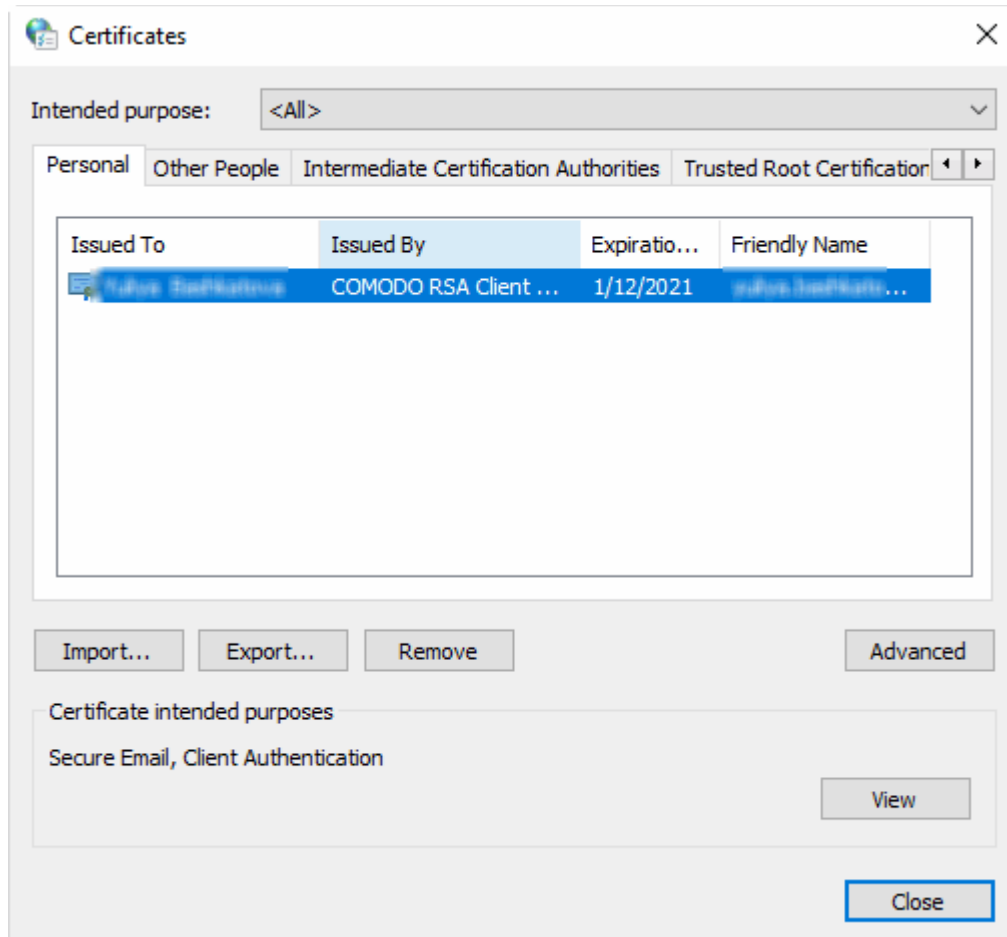 Certificates
Intended purpose: <All>
Personal Other People Intermediate Certification Authorities Trusted Root Certification
Issued To Issued By Expiratio... Friendly Name
COMODO RSA Client ... 1/12/2021 ...
Import... Export... Remove Advanced
Certificate intended purposes
Secure Email, Client Authentication
View
Close